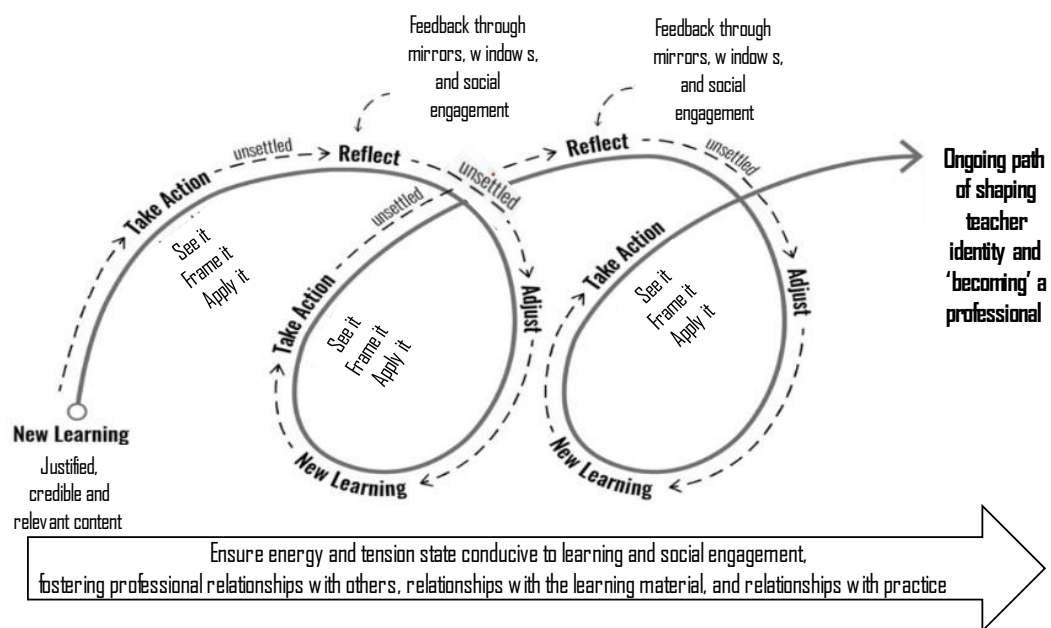 Feedback through
mirrors, w indow s,
and social
engagement
Feedback through
mirrors, w indow s,
and social
engagement
New Learning
Justified,
credible and
relevant content
Take Action
See it
Frame it
Apply it
unsettled
Reflect
unsettled
Adjust
New Learning
Take Action
See it
Frame it
Apply it
unsettled
Reflect
unsettled
Adjust
New Learning
Take Action
See it
Frame it
Apply it
Ongoing path
of shaping
teacher
identity and
‘becoming’ a
professional
Ensure energy and tension state conducive to learning and social engagement,
fostering professional relationships with others, relationships with the learning material, and relationships with practice